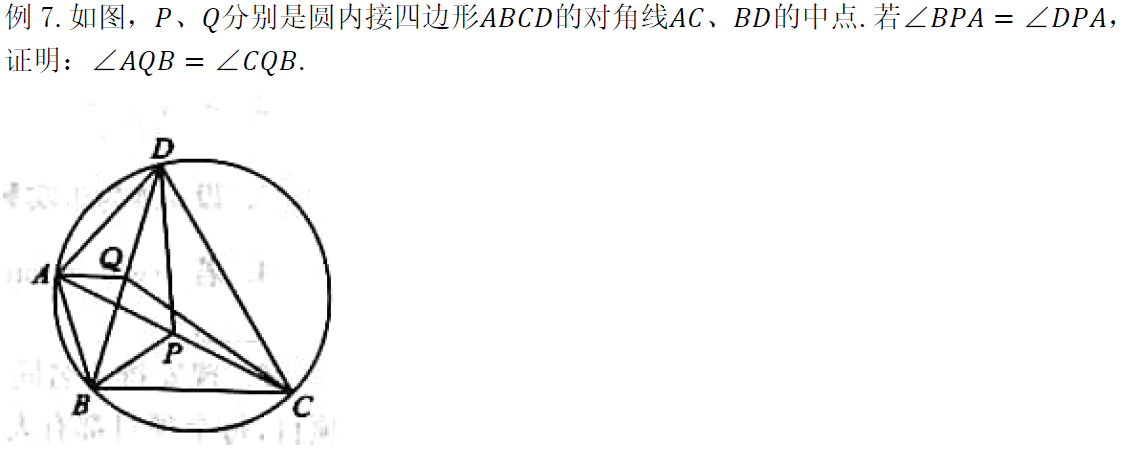 例 7. 如图，P、Q分别是圆内接四边形ABCD的对角线AC、BD的中点. 若∠BPA = ∠DPA，
证明：∠AQB = ∠CQB.
D
A
Q
P
B
C